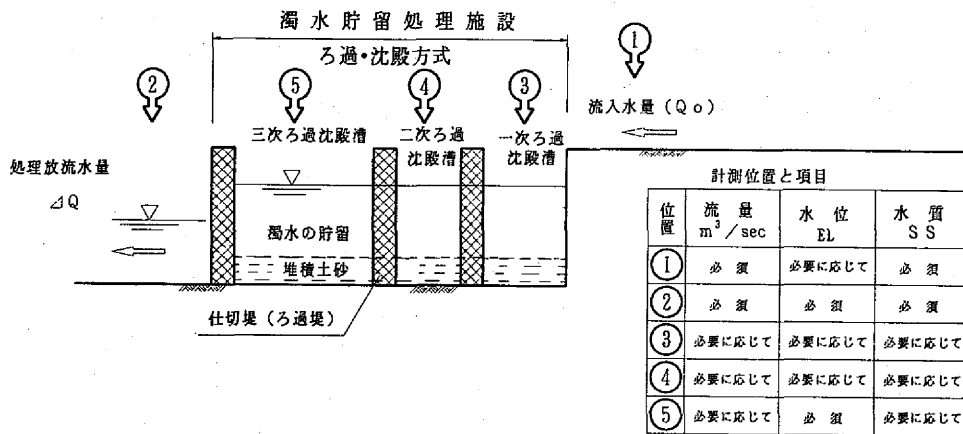 濁水貯留処理施設
ろ過・沈殿方式
①
②
⑤
④
③
流入水量(Qo)
三次ろ過沈殿槽
二次ろ過
沈殿槽
一次ろ過
沈殿槽
処理放流水量
⊿Q
濁水の貯留
堆積土砂
仕切堤(ろ過堤)
計測位置と項目
位置 流量 m³/sec 水位 EL 水質 SS
① 必須 必要に応じて 必須
② 必須 必須 必須
③ 必要に応じて 必要に応じて 必要に応じて
④ 必要に応じて 必要に応じて 必要に応じて
⑤ 必要に応じて 必須 必要に応じて